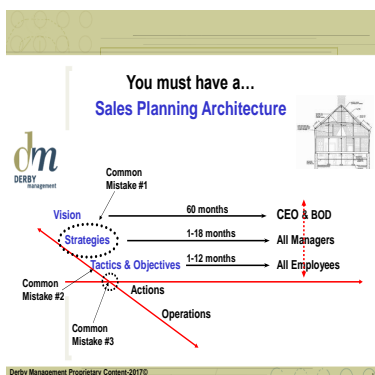 You must have a…
Sales Planning Architecture
dm
DERBY
management
Common
Mistake #1
Vision
60 months
CEO & BOD
Strategies
1-18 months
All Managers
Tactics & Objectives
1-12 months
All Employees
Common
Mistake #2
Actions
Operations
Common
Mistake #3
Derby Management Proprietary Content-2017©